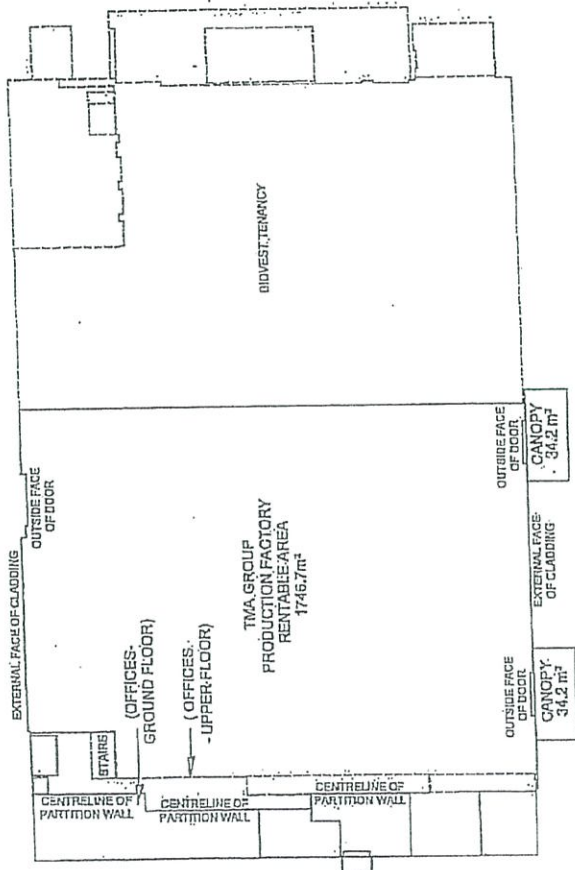 BIDVEST TENANCY
EXTERNAL FACE OF CLADDING
OUTSIDE FACE
OF DOOR
TMA GROUP
PRODUCTION FACTORY
RENTABLE AREA
1746.7m²
(OFFICES-
GROUND FLOOR)
(OFFICES.
-UPPER FLOOR)
STAIRS
CENTRELINE OF
PARTITION WALL
CENTRELINE OF
PARTITION WALL
CENTRELINE OF
PARTITION WALL
OUTSIDE FACE
OF DOOR
CANOPY
34.2 m²
EXTERNAL FACE
OF CLADDING
OUTSIDE FACE
OF DOOR
CANOPY
34.2 m²